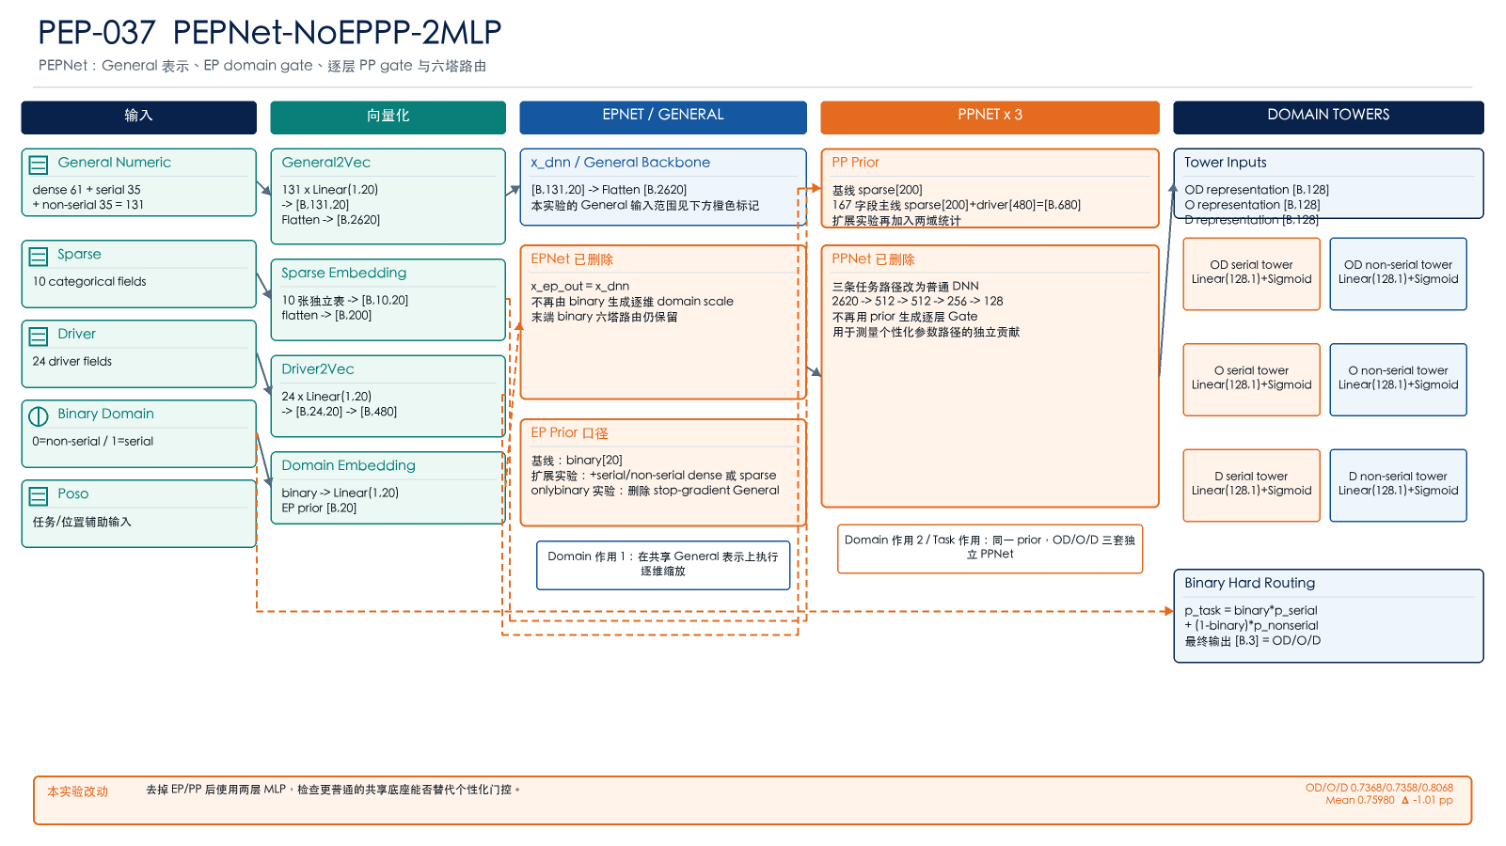 PEP-037 PEPNet-NoEPPP-2MLP
PEPNet：General 表示、EP domain gate、逐层 PP gate 与六塔路由
输入
General Numeric
dense 61 + serial 35
+ non-serial 35 = 131
Sparse
10 categorical fields
Driver
24 driver fields
Binary Domain
0=non-serial / 1=serial
Poso
任务/位置辅助输入
向量化
General2Vec
131 x Linear(1,20)
-> [B,131,20]
Flatten -> [B,2620]
Sparse Embedding
10 张独立表 -> [B,10,20]
flatten -> [B,200]
Driver2Vec
24 x Linear(1,20)
-> [B,24,20] -> [B,480]
Domain Embedding
binary -> Linear(1,20)
EP prior [B,20]
EPNET / GENERAL
x_dnn / General Backbone
[B,131,20] -> Flatten [B,2620]
本实验的 General 输入范围见下方橙色标记
EPNet 已删除
x_ep_out = x_dnn
不再由 binary 生成逐维 domain scale
末端 binary 六塔路由仍保留
EP Prior 口径
基线：binary[20]
扩展实验：+serial/non-serial dense 或 sparse
onlybinary 实验：删除 stop-gradient General
Domain 作用 1：在共享 General 表示上执行
逐维缩放
PPNET x 3
PP Prior
基线 sparse[200]
167 字段主线 sparse[200]+driver[480]=[B,680]
扩展实验再加入两域统计
PPNet 已删除
三条任务路径改为普通 DNN
2620 -> 512 -> 512 -> 256 -> 128
不再用 prior 生成逐层 Gate
用于测量个性化参数路径的独立贡献
Domain 作用 2 / Task 作用：同一 prior，OD/O/D 三套独
立 PPNet
DOMAIN TOWERS
Tower Inputs
OD representation [B,128]
O representation [B,128]
D representation [B,128]
OD serial tower
Linear(128,1)+Sigmoid
OD non-serial tower
Linear(128,1)+Sigmoid
O serial tower
Linear(128,1)+Sigmoid
O non-serial tower
Linear(128,1)+Sigmoid
D serial tower
Linear(128,1)+Sigmoid
D non-serial tower
Linear(128,1)+Sigmoid
Binary Hard Routing
p_task = binary*p_serial
+ (1-binary)*p_nonserial
最终输出 [B,3] = OD/O/D
本实验改动
去掉 EP/PP 后使用两层 MLP，检查更普通的共享底座能否替代个性化门控。
OD/O/D 0.7368/0.7358/0.8068
Mean 0.75980 Δ -1.01 pp